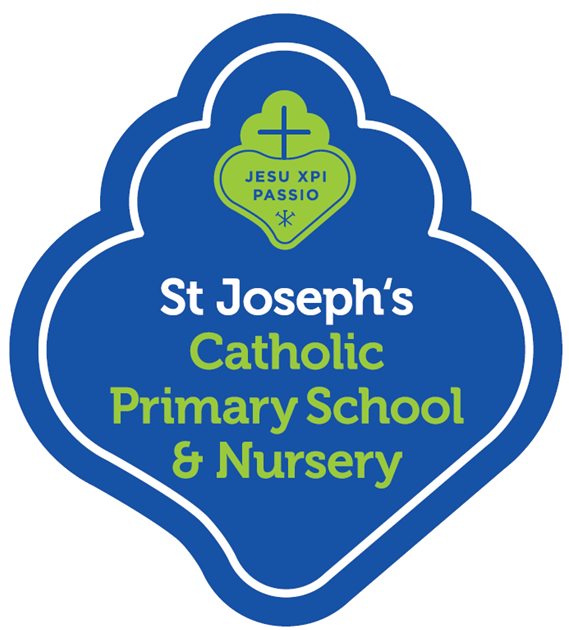 JESU XPI
PASSIO
St Joseph‘s
Catholic
Primary School
& Nursery